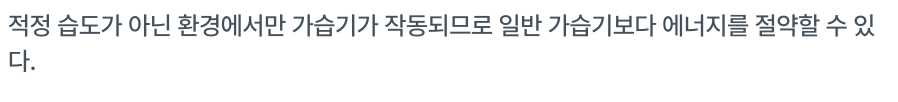 적정 습도가 아닌 환경에서만 가습기가 작동되므로 일반 가습기보다 에너지를 절약할 수 있
다.